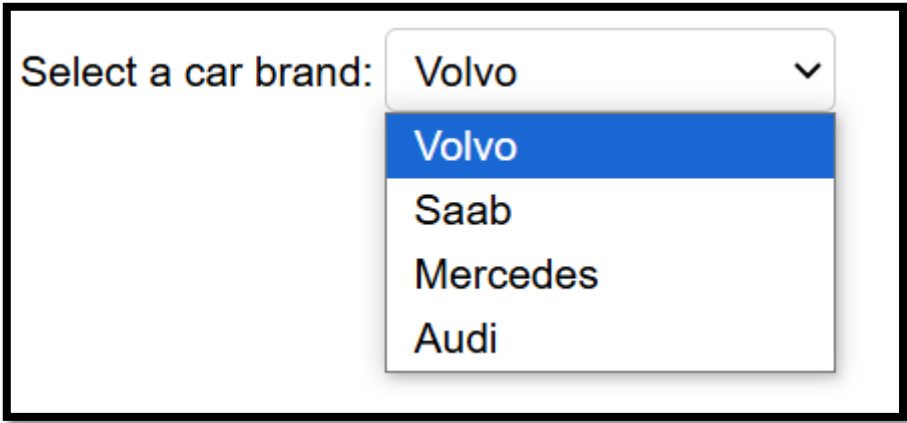 Select a car brand: Volvo
Volvo
Saab
Mercedes
Audi